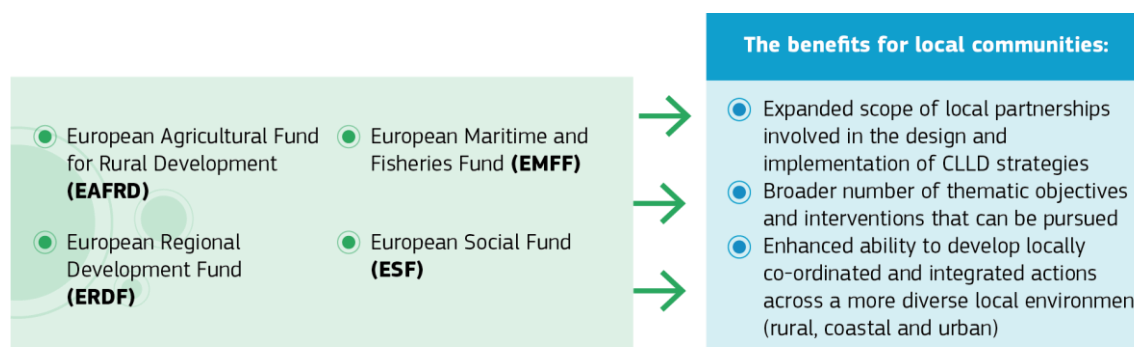 European Agricultural Fund
for Rural Development
(EAFRD)
European Maritime and
Fisheries Fund (EMFF)
European Regional
Development Fund
(ERDF)
European Social Fund
(ESF)
The benefits for local communities:
Expanded scope of local partnerships
involved in the design and
implementation of CLLD strategies
Broader number of thematic objectives
and interventions that can be pursued
Enhanced ability to develop locally
co-ordinated and integrated actions
across a more diverse local environmen
(rural, coastal and urban)